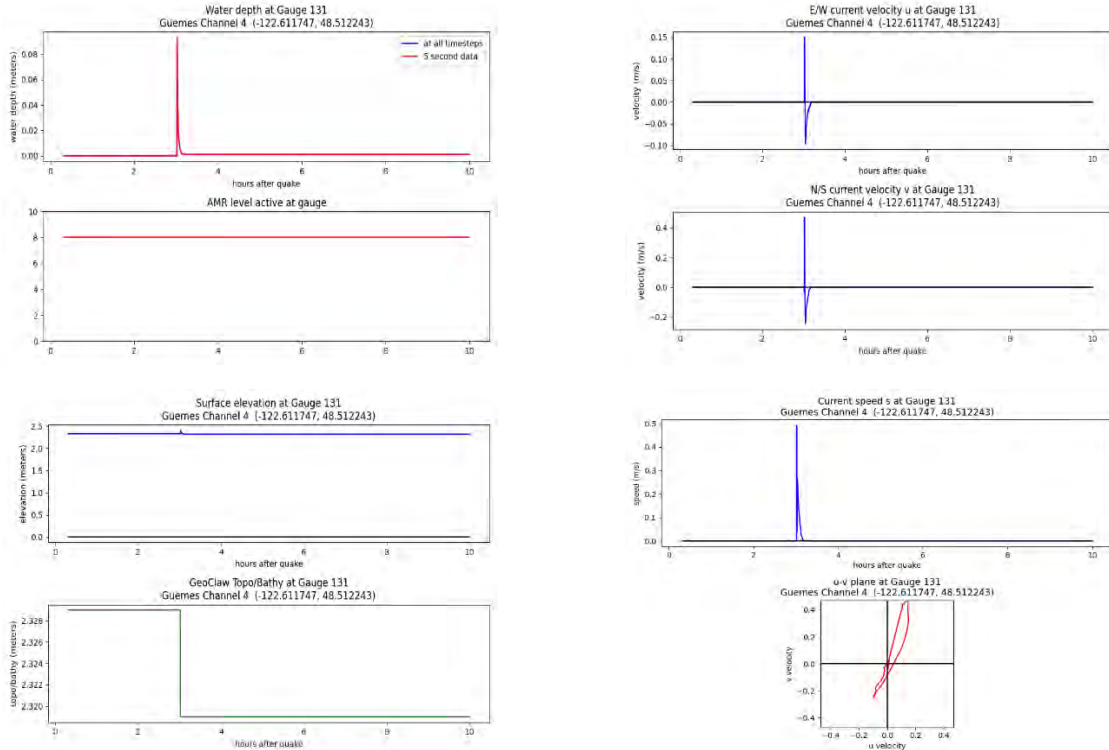 Water depth at Gauge 131
Guemes Channel 4 (-122.611747, 48.512243)
at all timesteps
5 second data
water depth (meters)
0.08
0.06
0.04
0.02
0.00
0 2 4 6 8 10
hours after quake
AMR level active at gauge
10
8
6
4
2
0
0 2 4 6 8 10
hours after quake
Surface elevation at Gauge 131
Guemes Channel 4 (-122.611747, 48.512243)
elevation (meters)
2.5
2.0
1.5
1.0
0.5
0.0
0 2 4 6 8 10
hours after quake
GeoClaw Topo/Bathy at Gauge 131
Guemes Channel 4 (-122.611747, 48.512243)
topo/bathy (meters)
2.328
2.326
2.324
2.322
2.320
0 2 4 6 8 10
hours after quake
E/W current velocity u at Gauge 131
Guemes Channel 4 (-122.611747, 48.512243)
velocity (m/s)
0.15
0.10
0.05
0.00
−0.05
−0.10
0 2 4 6 8 10
hours after quake
N/S current velocity v at Gauge 131
Guemes Channel 4 (-122.611747, 48.512243)
velocity (m/s)
0.4
0.2
0.0
−0.2
0 2 4 6 8 10
hours after quake
Current speed s at Gauge 131
Guemes Channel 4 (-122.611747, 48.512243)
speed (m/s)
0.5
0.4
0.3
0.2
0.1
0.0
0 2 4 6 8 10
hours after quake
u-v plane at Gauge 131
Guemes Channel 4 (-122.611747, 48.512243)
v velocity
0.4
0.2
0.0
−0.2
−0.4
−0.4 −0.2 0.0 0.2 0.4
u velocity